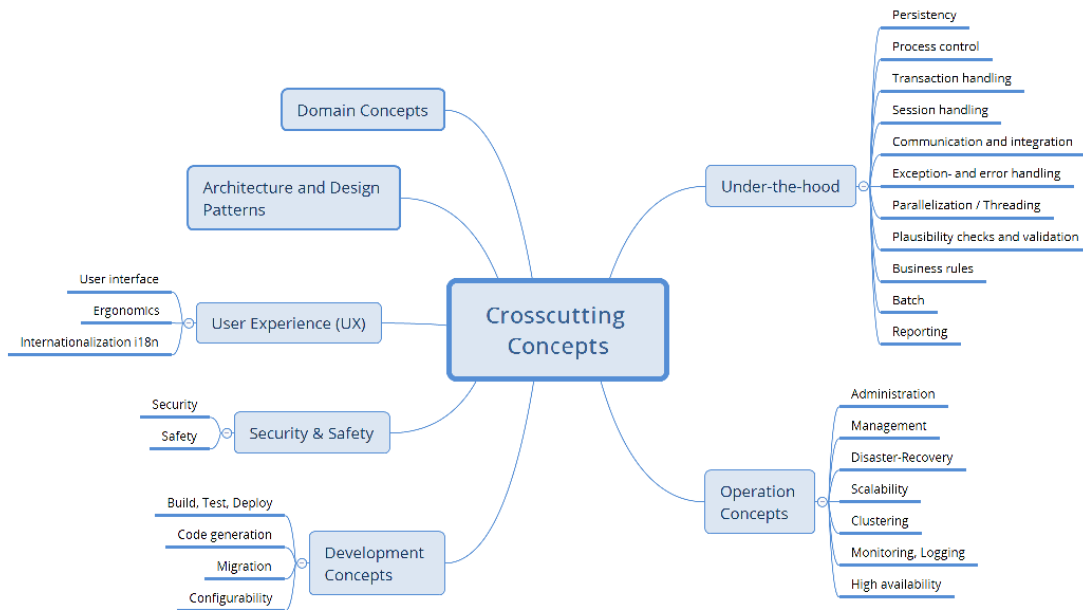 Crosscutting
Concepts
Domain Concepts
Architecture and Design
Patterns
User Experience (UX)
User interface
Ergonomics
Internationalization i18n
Security & Safety
Security
Safety
Development
Concepts
Build, Test, Deploy
Code generation
Migration
Configurability
Under-the-hood
Persistency
Process control
Transaction handling
Session handling
Communication and integration
Exception- and error handling
Parallelization / Threading
Plausibility checks and validation
Business rules
Batch
Reporting
Operation
Concepts
Administration
Management
Disaster-Recovery
Scalability
Clustering
Monitoring, Logging
High availability